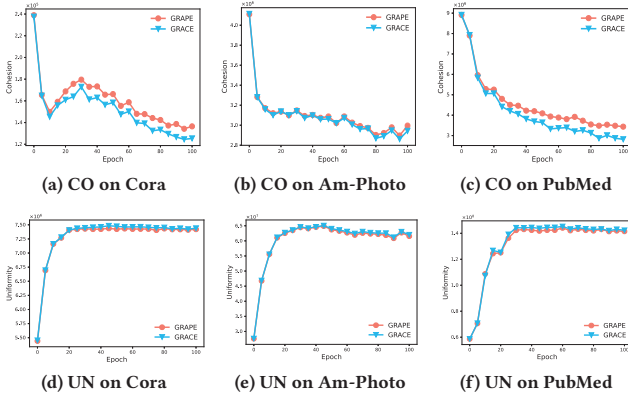 ×10⁵ ×10⁶ ×10⁶
2.4 4.0 9
2.2 3.8 8
2.0 3.6 7
1.8 3.4 6
1.6 3.2 5
1.4 3.0 4
1.2 2.8 3
GRAPE GRAPE GRAPE
GRACE GRACE GRACE
Cohesion Cohesion Cohesion
0 20 40 60 80 100 0 20 40 60 80 100 0 20 40 60 80 100
Epoch Epoch Epoch
(a) CO on Cora (b) CO on Am-Photo (c) CO on PubMed
7.50 6.5 1.4
7.25 6.0
7.00 5.5 1.2
6.75 5.0
6.50 4.5 1.0
6.25 4.0
6.00 3.5 0.8
5.75 3.0
5.50 0.6
Uniformity Uniformity Uniformity
GRAPE GRAPE GRAPE
GRACE GRACE GRACE
0 20 40 60 80 100 0 20 40 60 80 100 0 20 40 60 80 100
Epoch Epoch Epoch
(d) UN on Cora (e) UN on Am-Photo (f) UN on PubMed